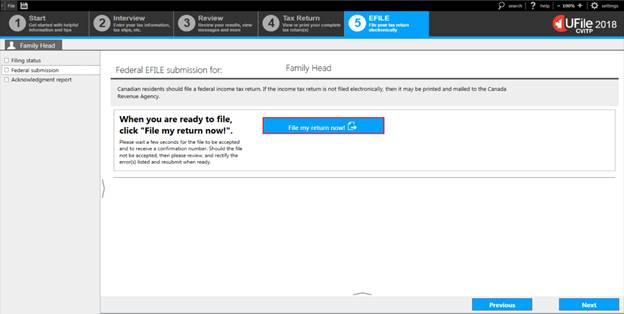 File
search ? help - 100% + settings
1 Start
Get started with helpful
information and tips
2 Interview
Enter your tax information,
tax slips, etc.
3 Review
Review your results, view
messages and more
4 Tax Return
View or print your complete
tax return(s)
5 EFILE
File your tax return
electronically
UFile 2018
CVITP
Family Head
Filing status
Federal submission
Acknowledgment report
Federal EFILE submission for: Family Head
Canadian residents should file a federal income tax return. If the income tax return is not filed electronically, then it may be printed and mailed to the Canada
Revenue Agency.
When you are ready to file,
click "File my return now!".
File my return now!
Please wait a few seconds for the file to be accepted
and to receive a confirmation number. Should the file
not be accepted, then please review, and rectify the
error(s) listed and resubmit when ready.
Previous
Next